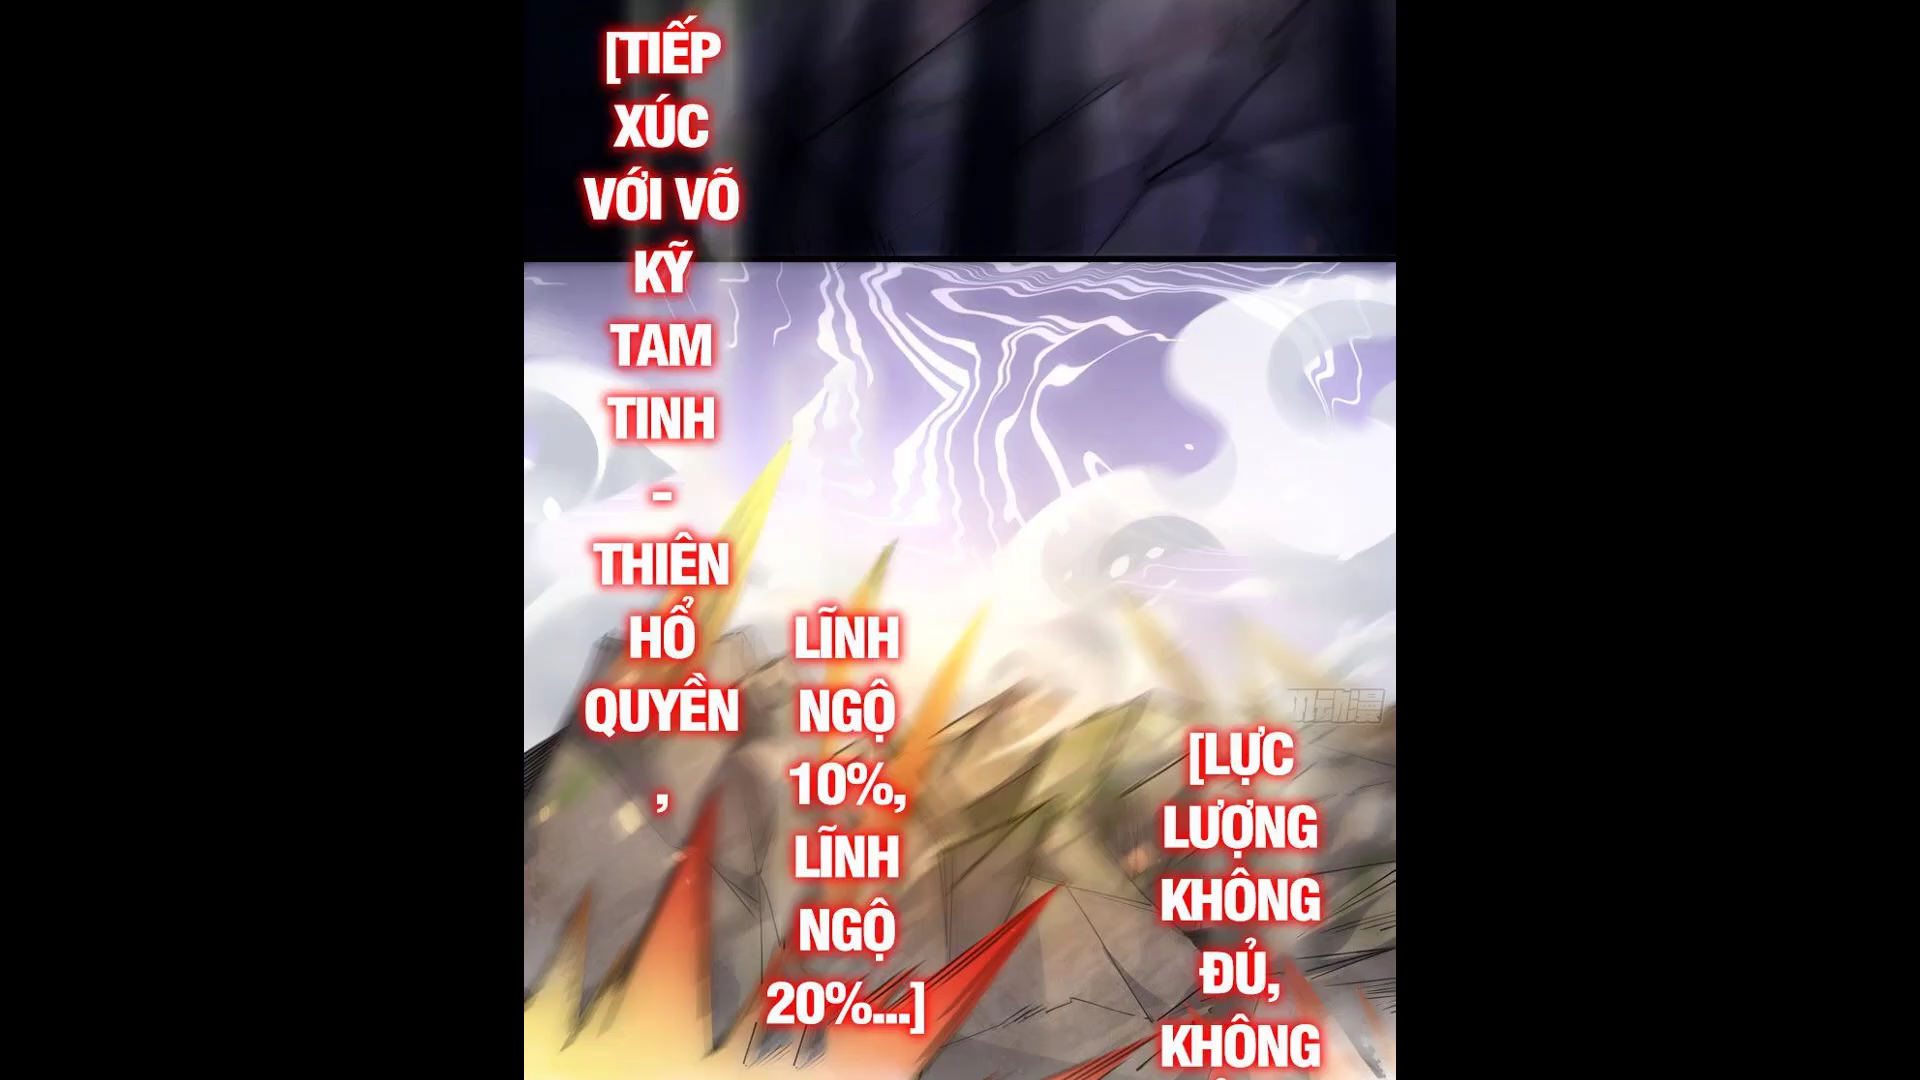 [TIẾP
XÚC
VỚI VÕ
KỸ
TAM
TINH
-
THIÊN
HỔ
QUYỀN
,
LĨNH
NGỘ
10%,
LĨNH
NGỘ
20%...]
[LỰC
LƯỢNG
KHÔNG
ĐỦ,
KHÔNG